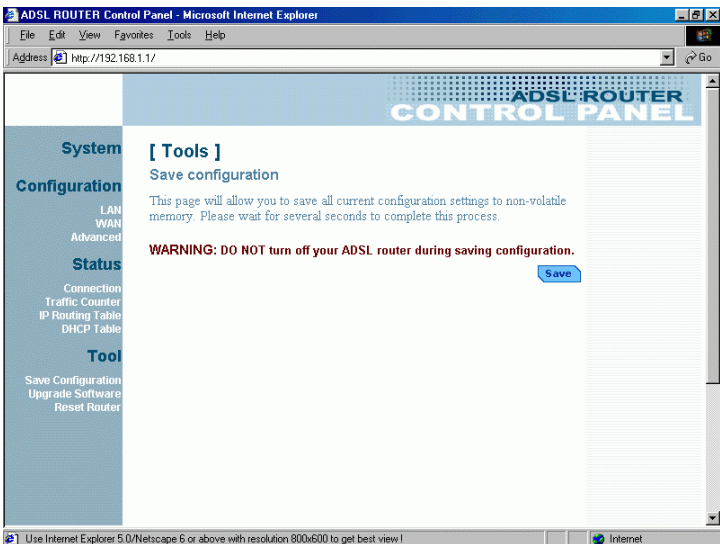 ADSL ROUTER Control Panel - Microsoft Internet Explorer
File Edit View Favorites Tools Help
Address http://192.168.1.1/ Go
ADSL ROUTER
CONTROL PANEL
System
Configuration
LAN
WAN
Advanced
Status
Connection
Traffic Counter
IP Routing Table
DHCP Table
Tool
Save Configuration
Upgrade Software
Reset Router
[ Tools ]
Save configuration
This page will allow you to save all current configuration settings to non-volatile
memory. Please wait for several seconds to complete this process.
WARNING: DO NOT turn off your ADSL router during saving configuration.
Save
Use Internet Explorer 5.0/Netscape 6 or above with resolution 800x600 to get best view !
Internet